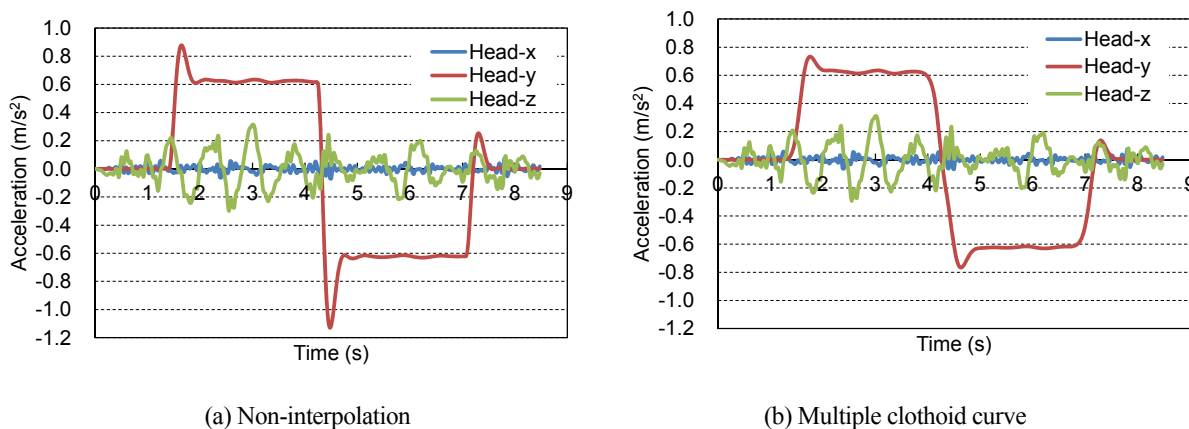 1.0
0.8
0.6
0.4
0.2
0.0
-0.2
-0.4
-0.6
-0.8
-1.0
-1.2
Acceleration (m/s²)
0 1 2 3 4 5 6 7 8 9
Time (s)
Head-x
Head-y
Head-z
(a) Non-interpolation
1.0
0.8
0.6
0.4
0.2
0.0
-0.2
-0.4
-0.6
-0.8
-1.0
-1.2
Acceleration (m/s²)
0 1 2 3 4 5 6 7 8 9
Time (s)
Head-x
Head-y
Head-z
(b) Multiple clothoid curve